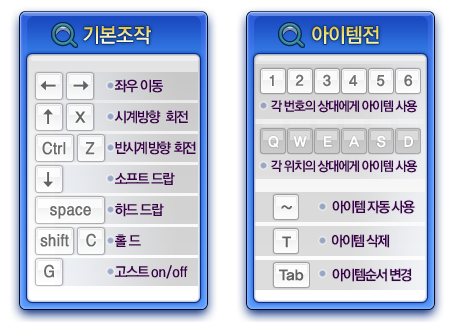 기본조작
← → 좌우 이동
↑ X 시계방향 회전
Ctrl Z 반시계방향 회전
↓ 소프트 드랍
space 하드 드랍
shift C 홀드
G 고스트 on/off
아이템전
1 2 3 4 5 6
각 번호의 상대에게 아이템 사용
Q W E A S D
각 위치의 상대에게 아이템 사용
~ 아이템 자동 사용
T 아이템 삭제
Tab 아이템순서 변경